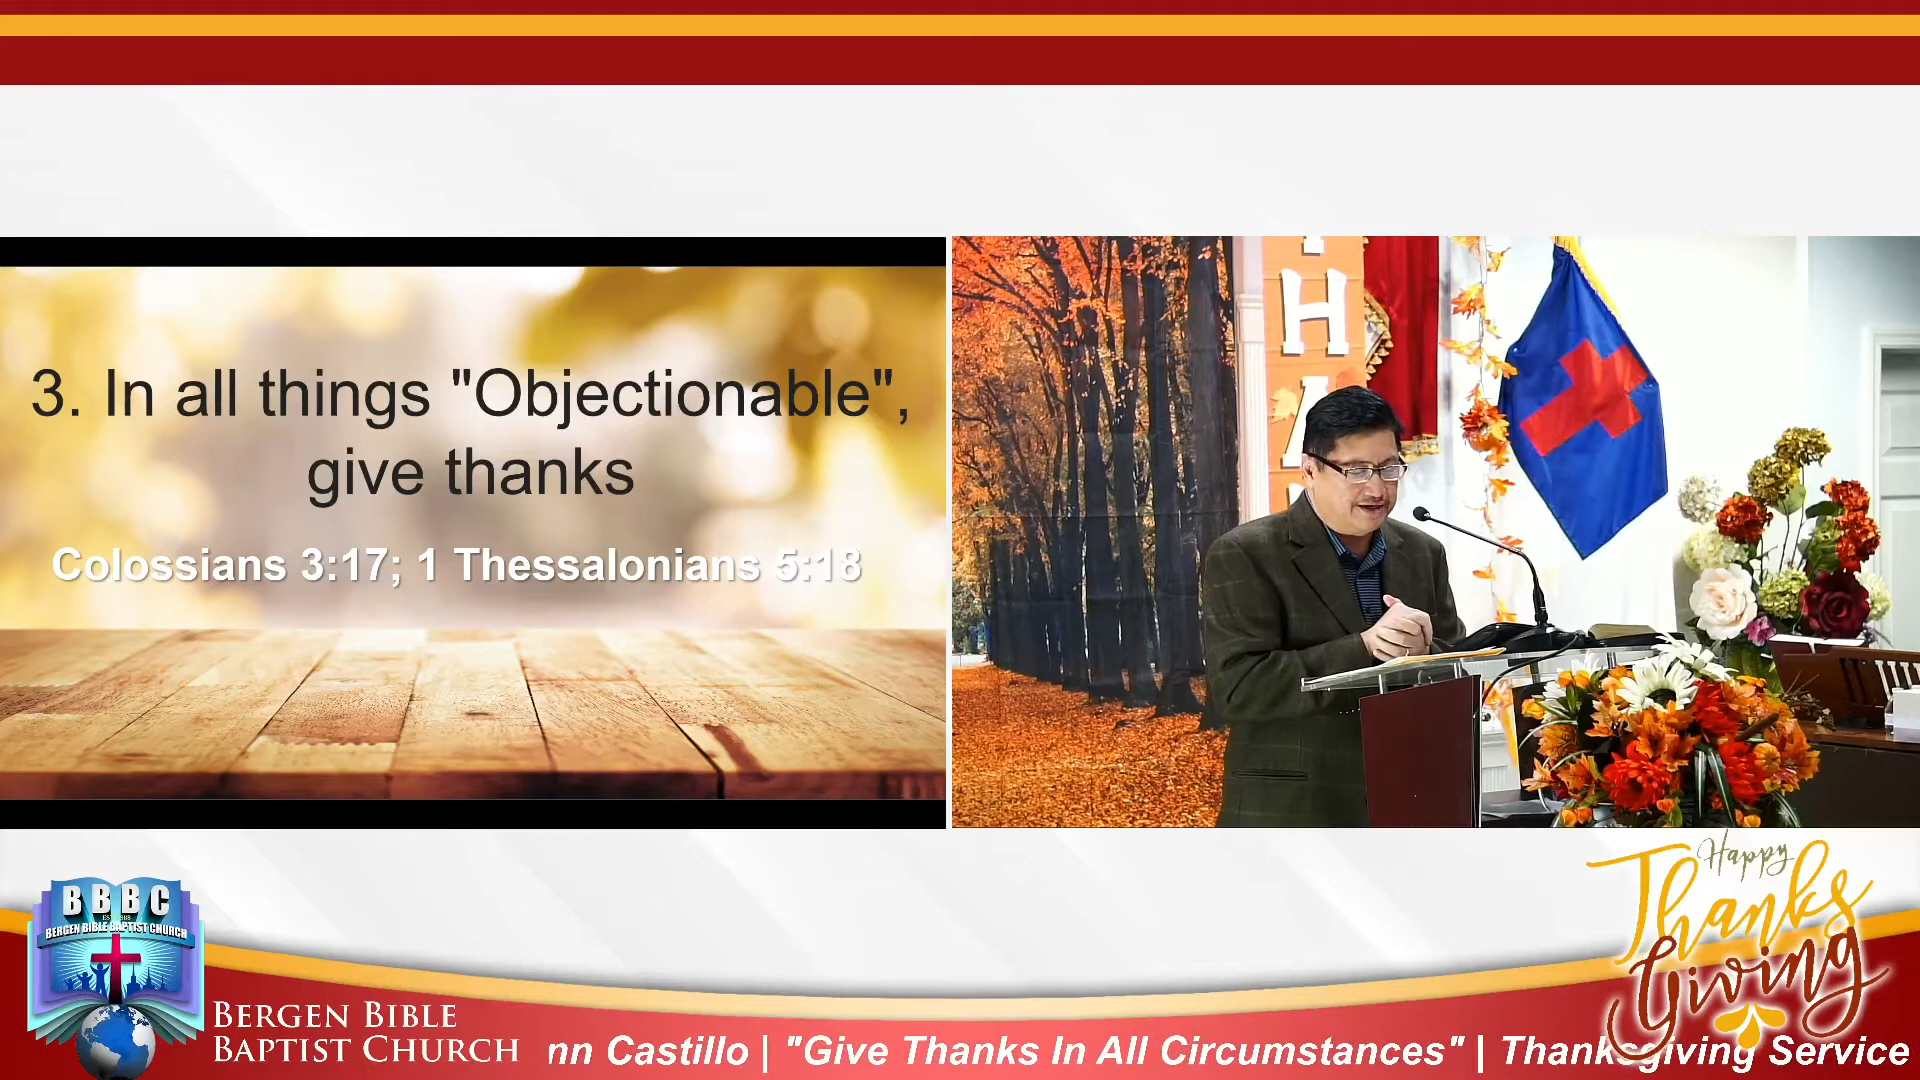 3. In all things "Objectionable",
give thanks
Colossians 3:17; 1 Thessalonians 5:18
H
A
BBBC
BERGEN BIBLE BAPTIST CHURCH
BERGEN BIBLE
BAPTIST CHURCH
nn Castillo | "Give Thanks In All Circumstances" | Thanksgiving Service
Happy
Thanks
Giving